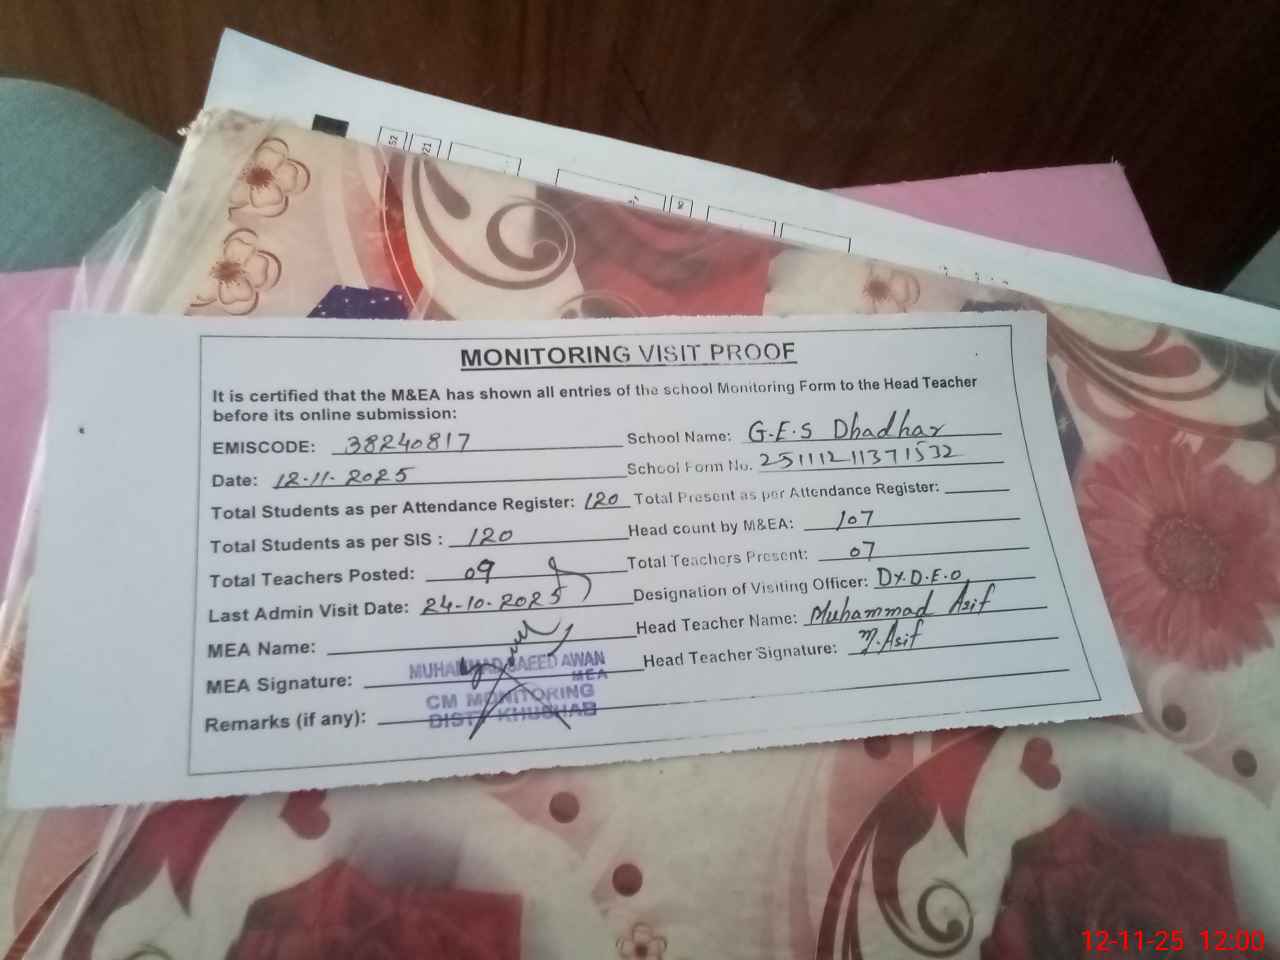 52
21
8
MONITORING VISIT PROOF
It is certified that the M&EA has shown all entries of the school Monitoring Form to the Head Teacher
before its online submission:
EMISCODE: 38240817 School Name: G.E.S Dhadhar
Date: 12-11-2025 School Form No. 25111211371532
Total Students as per Attendance Register: 120 Total Present as per Attendance Register:
Total Students as per SIS : 120 Head count by M&EA: 107
Total Teachers Posted: 09 Total Teachers Present: 07
Last Admin Visit Date: 24-10-2025 Designation of Visiting Officer: Dy.D.E.O
MEA Name: Head Teacher Name: Muhammad Asif
MEA Signature: Head Teacher Signature: M.Asif
MUHAMMAD SAEED AWAN
MEA
CM MONITORING
DISTT KHUSHAB
Remarks (if any):
12-11-25 12:00